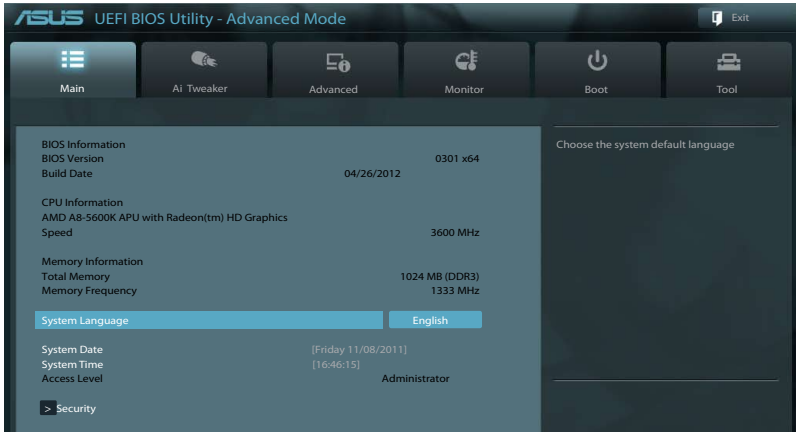 ASUS UEFI BIOS Utility - Advanced Mode
Exit
Main
Ai Tweaker
Advanced
Monitor
Boot
Tool
BIOS Information
BIOS Version 0301 x64
Build Date 04/26/2012
CPU Information
AMD A8-5600K APU with Radeon(tm) HD Graphics
Speed 3600 MHz
Memory Information
Total Memory 1024 MB (DDR3)
Memory Frequency 1333 MHz
System Language English
System Date [Friday 11/08/2011]
System Time [16:46:15]
Access Level Administrator
> Security
Choose the system default language